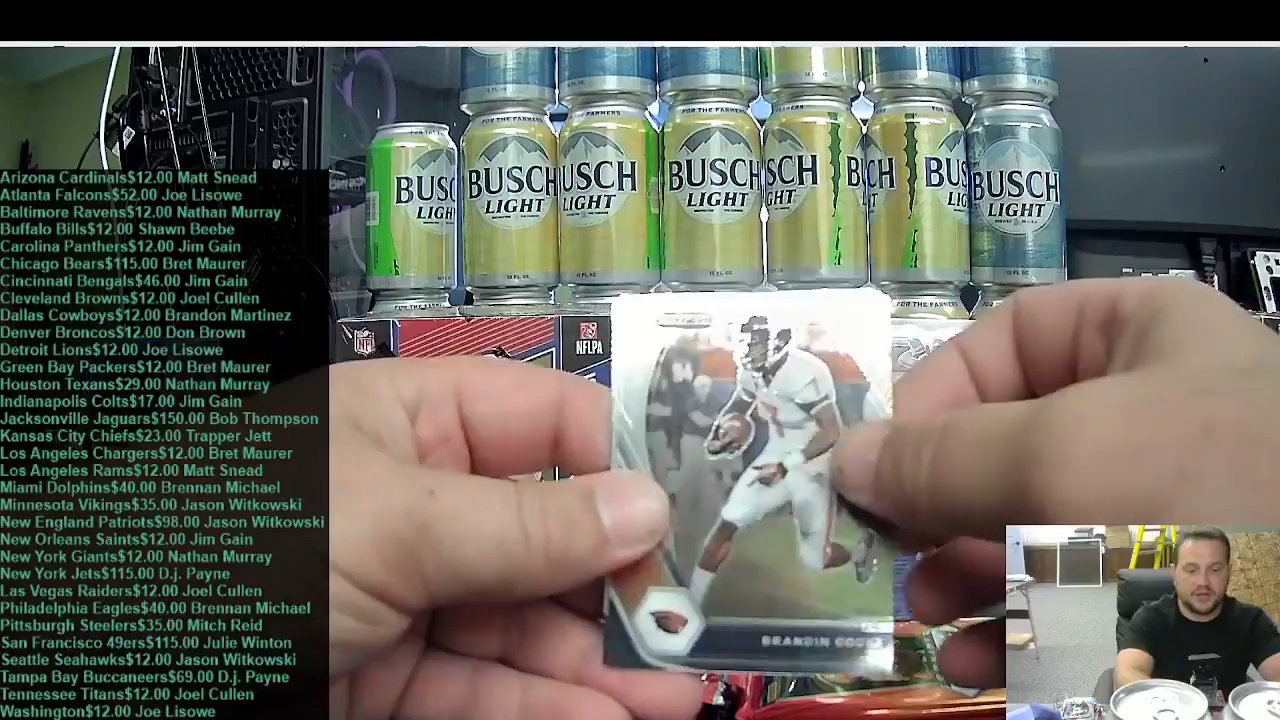 Arizona Cardinals$12.00 Matt Snead
Atlanta Falcons$52.00 Joe Lisowe
Baltimore Ravens$12.00 Nathan Murray
Buffalo Bills$12.00 Shawn Beebe
Carolina Panthers$12.00 Jim Gain
Chicago Bears$115.00 Bret Maurer
Cincinnati Bengals$46.00 Jim Gain
Cleveland Browns$12.00 Joel Cullen
Dallas Cowboys$12.00 Brandon Martinez
Denver Broncos$12.00 Don Brown
Detroit Lions$12.00 Joe Lisowe
Green Bay Packers$12.00 Bret Maurer
Houston Texans$29.00 Nathan Murray
Indianapolis Colts$17.00 Jim Gain
Jacksonville Jaguars$150.00 Bob Thompson
Kansas City Chiefs$23.00 Trapper Jett
Los Angeles Chargers$12.00 Bret Maurer
Los Angeles Rams$12.00 Matt Snead
Miami Dolphins$40.00 Brennan Michael
Minnesota Vikings$35.00 Jason Witkowski
New England Patriots$98.00 Jason Witkowski
New Orleans Saints$12.00 Jim Gain
New York Giants$12.00 Nathan Murray
New York Jets$115.00 D.j. Payne
Las Vegas Raiders$12.00 Joel Cullen
Philadelphia Eagles$40.00 Brennan Michael
Pittsburgh Steelers$35.00 Mitch Reid
San Francisco 49ers$115.00 Julie Winton
Seattle Seahawks$12.00 Jason Witkowski
Tampa Bay Buccaneers$69.00 D.j. Payne
Tennessee Titans$12.00 Joel Cullen
Washington$12.00 Joe Lisowe
FOR THE FARMERS
BUSCH
LIGHT
FOR THE FARMERS
BUSCH
LIGHT
FOR THE FARMERS
BUSCH
LIGHT
BUSCH
LIGHT
NFL
NFLPA
BRANDIN